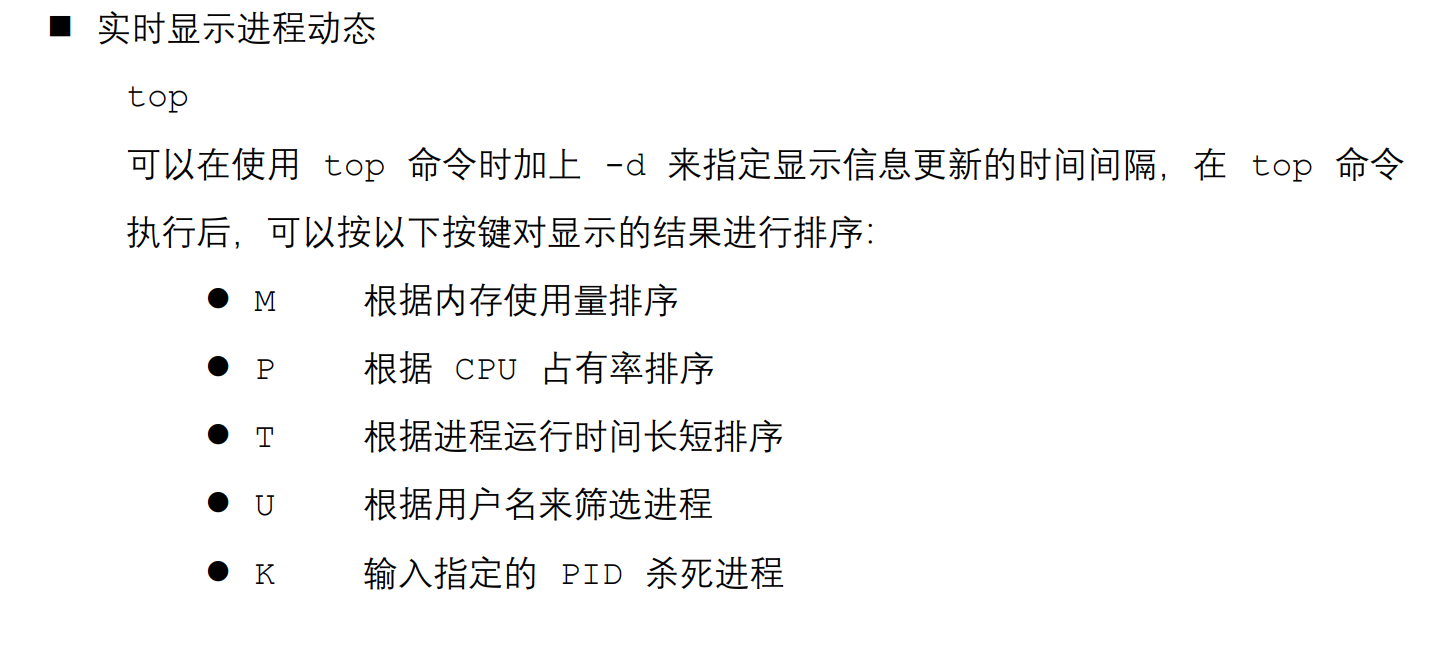 ■ 实时显示进程动态
top
可以在使用 top 命令时加上 -d 来指定显示信息更新的时间间隔，在 top 命令
执行后，可以按以下按键对显示的结果进行排序：
● M 根据内存使用量排序
● P 根据 CPU 占有率排序
● T 根据进程运行时间长短排序
● U 根据用户名来筛选进程
● K 输入指定的 PID 杀死进程